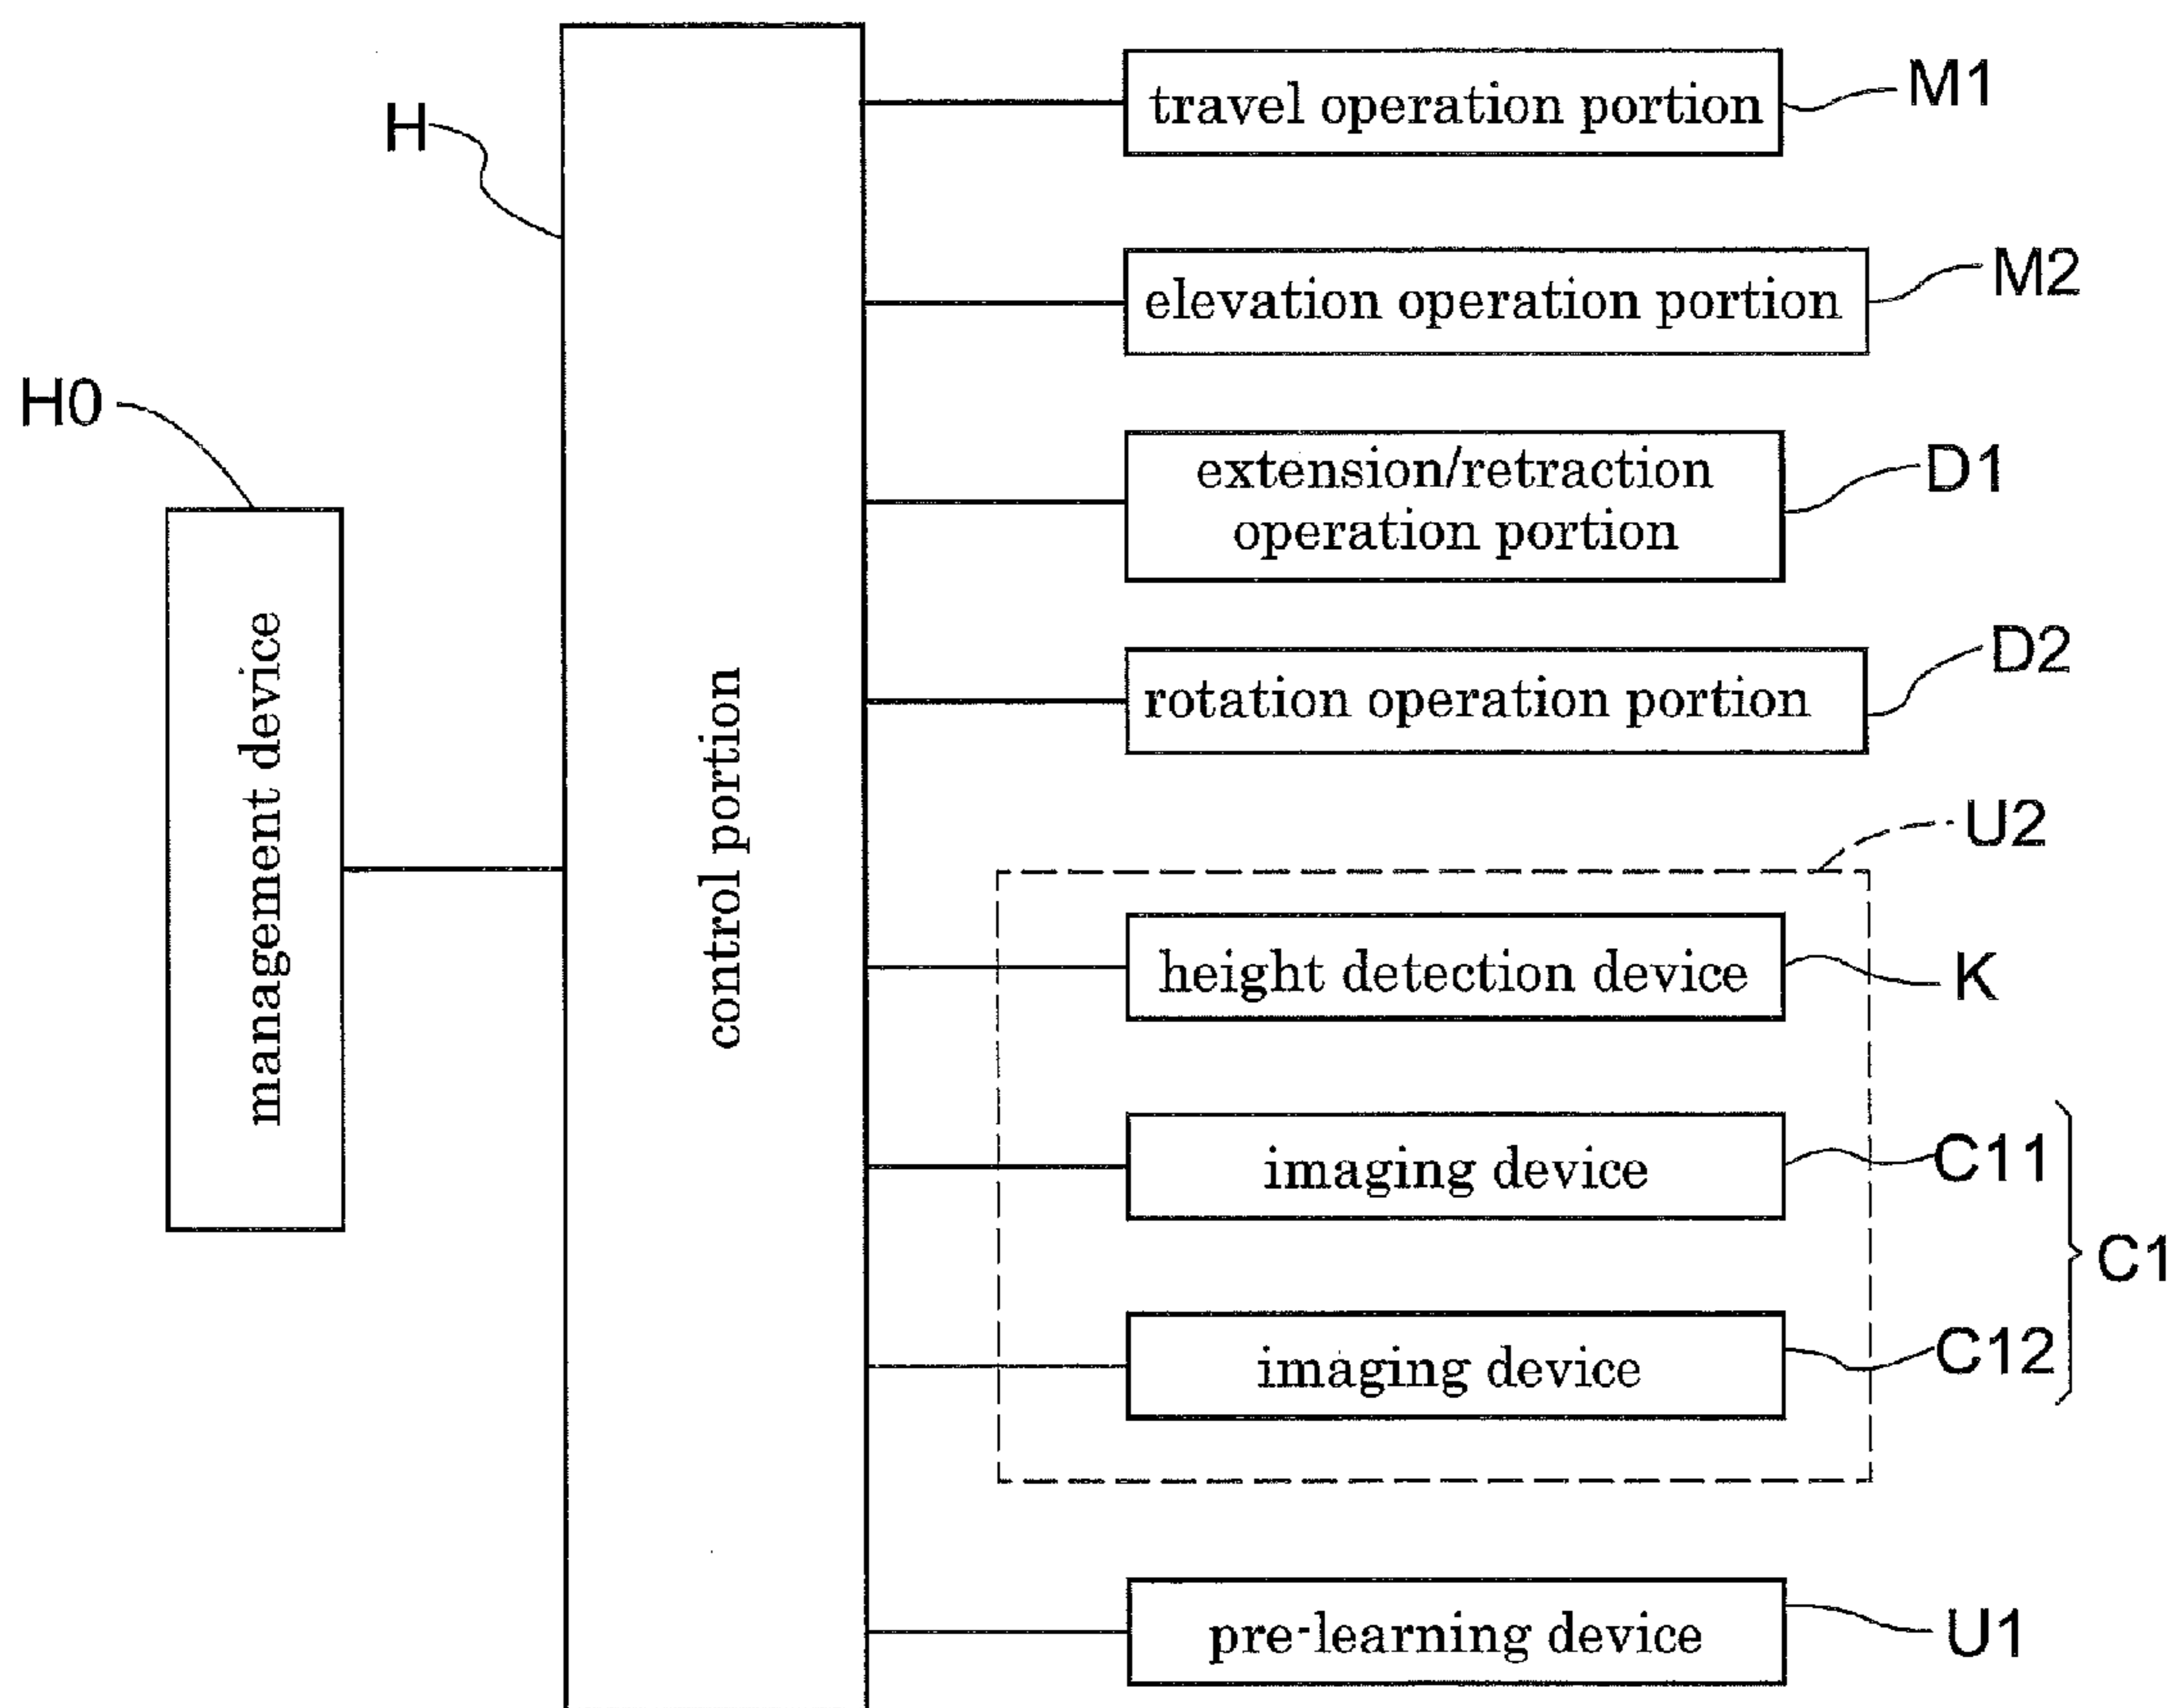 travel operation portion
M1
H
elevation operation portion
M2
H0
extension/retraction
operation portion
D1
rotation operation portion
D2
management device
control portion
U2
height detection device
K
imaging device
C11
C1
imaging device
C12
pre-learning device
U1